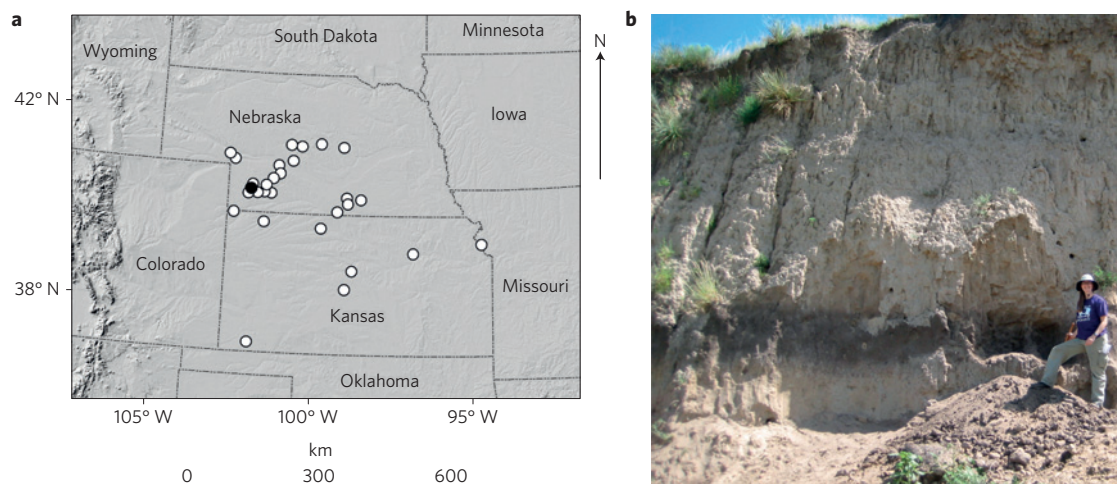 a
b
Wyoming
South Dakota
Minnesota
N
42° N
Nebraska
Iowa
Colorado
38° N
Missouri
Kansas
Oklahoma
105° W
100° W
95° W
km
0
300
600